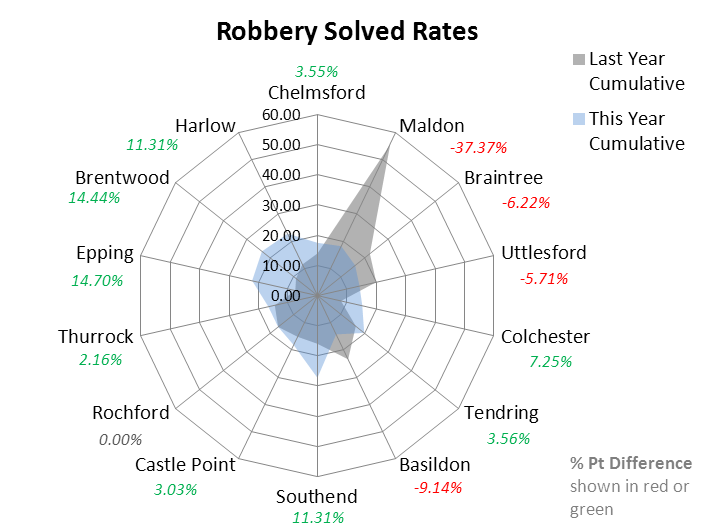 Robbery Solved Rates
Last Year
Cumulative
This Year
Cumulative
3.55%
Chelmsford
60.00
50.00
40.00
30.00
20.00
10.00
0.00
Maldon
-37.37%
Braintree
-6.22%
Uttlesford
-5.71%
Colchester
7.25%
Tendring
3.56%
Basildon
-9.14%
Southend
11.31%
Castle Point
3.03%
Rochford
0.00%
Thurrock
2.16%
Epping
14.70%
Brentwood
14.44%
Harlow
11.31%
% Pt Difference
shown in red or
green